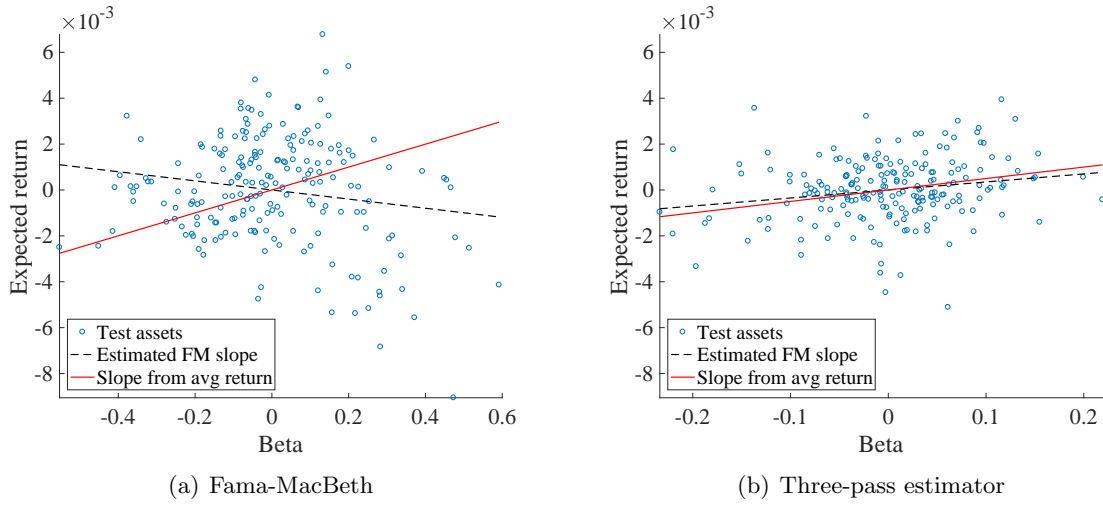 ×10⁻³
6
4
2
0
-2
-4
-6
-8
Expected return
Test assets
Estimated FM slope
Slope from avg return
-0.4 -0.2 0 0.2 0.4 0.6
Beta
(a) Fama-MacBeth
×10⁻³
6
4
2
0
-2
-4
-6
-8
Expected return
Test assets
Estimated FM slope
Slope from avg return
-0.2 -0.1 0 0.1 0.2
Beta
(b) Three-pass estimator